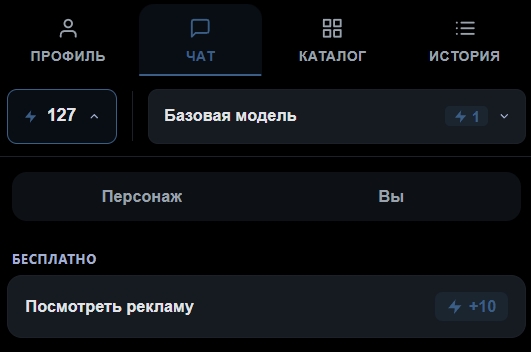 ПРОФИЛЬ ЧАТ КАТАЛОГ ИСТОРИЯ
127 Базовая модель 1
Персонаж Вы
БЕСПЛАТНО
Посмотреть рекламу +10